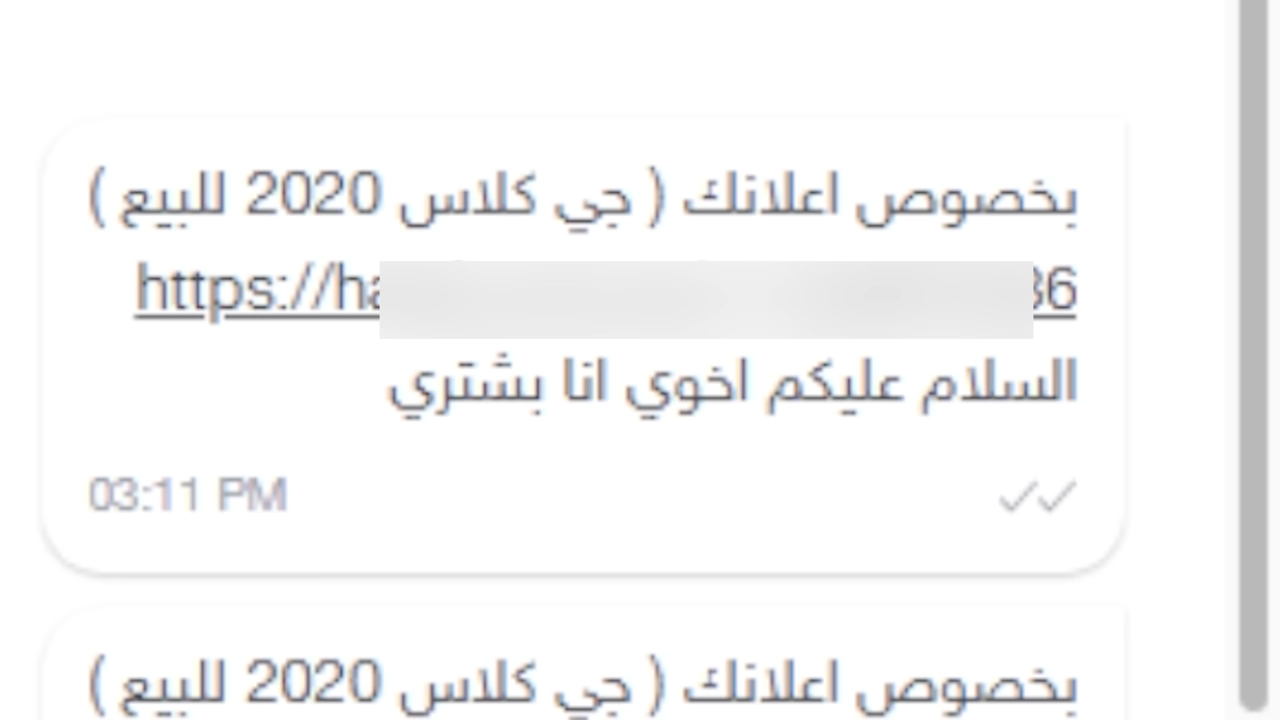 بخصوص اعلانك ( جي كلاس 2020 للبيع )
https://ha 36
السلام عليكم اخوي انا بشتري
03:11 PM
بخصوص اعلانك ( جي كلاس 2020 للبيع )